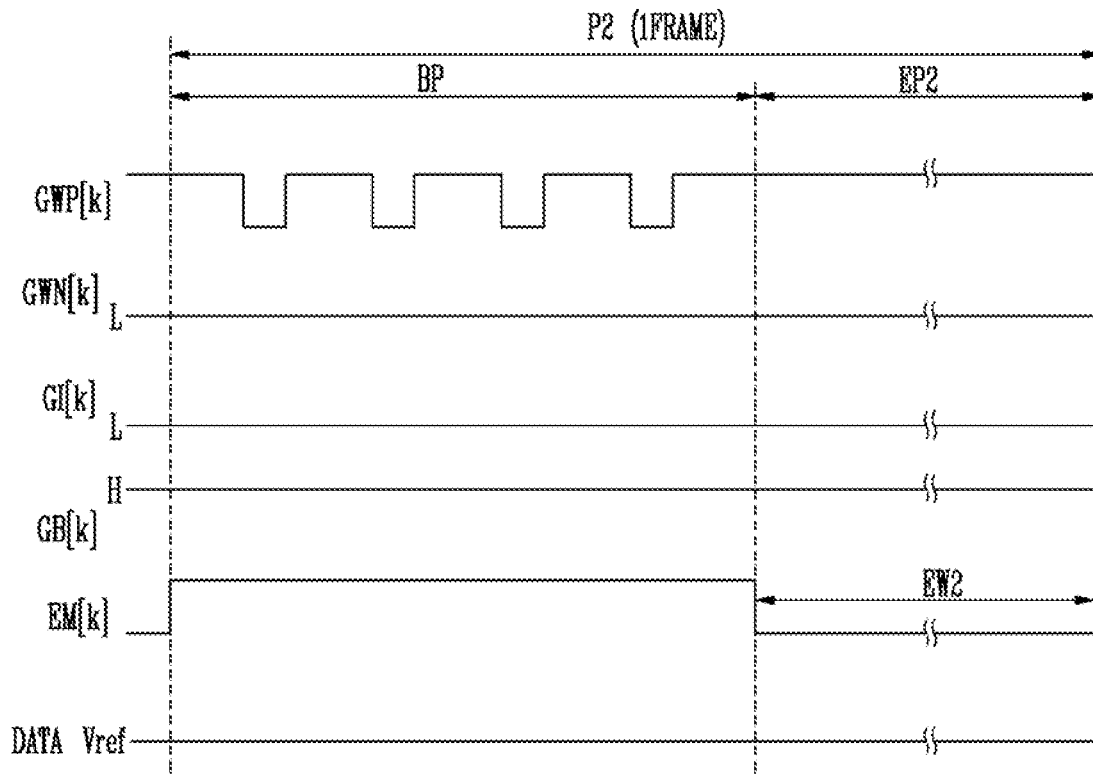 P2 (1FRAME)
BP
EP2
GWP[k]
GWN[k] L
GI[k] L
H
GB[k]
EW2
EM[k]
DATA Vref